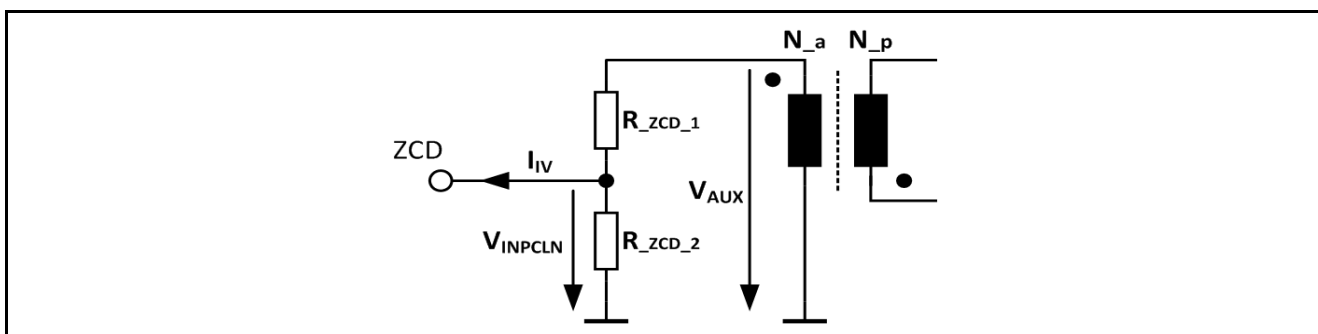 N_a N_p
R_ZCD_1
ZCD
I_IV
V_AUX
V_INPCLN
R_ZCD_2